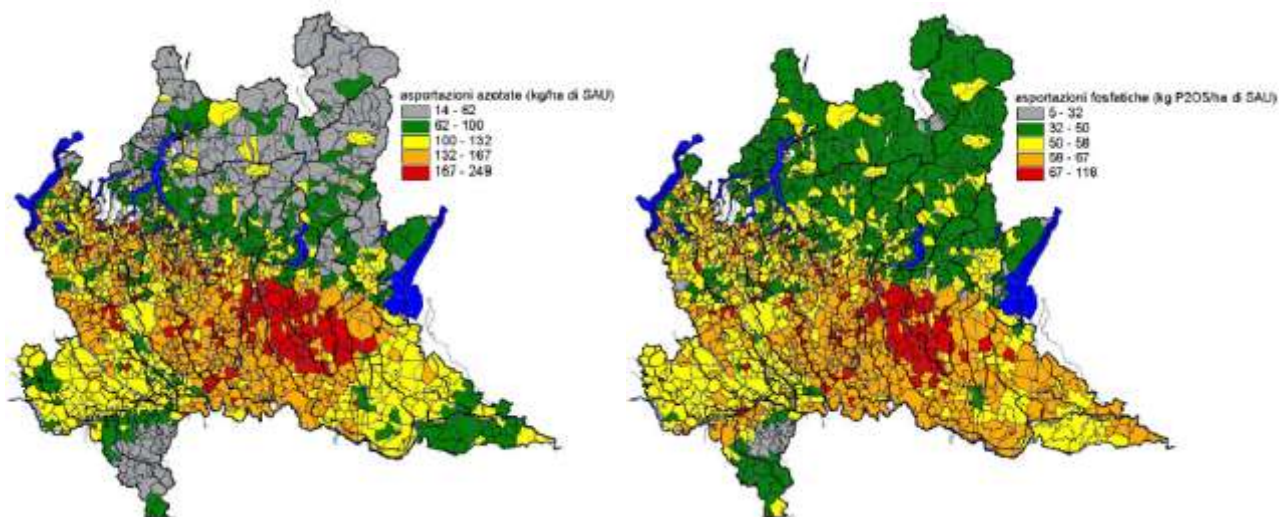 asportazioni azotate (kg/ha di SAU)
14 - 62
62 - 100
100 - 132
132 - 167
167 - 249
asportazioni fosfatiche (kg P2O5/ha di SAU)
5 - 32
32 - 50
50 - 58
58 - 67
67 - 118